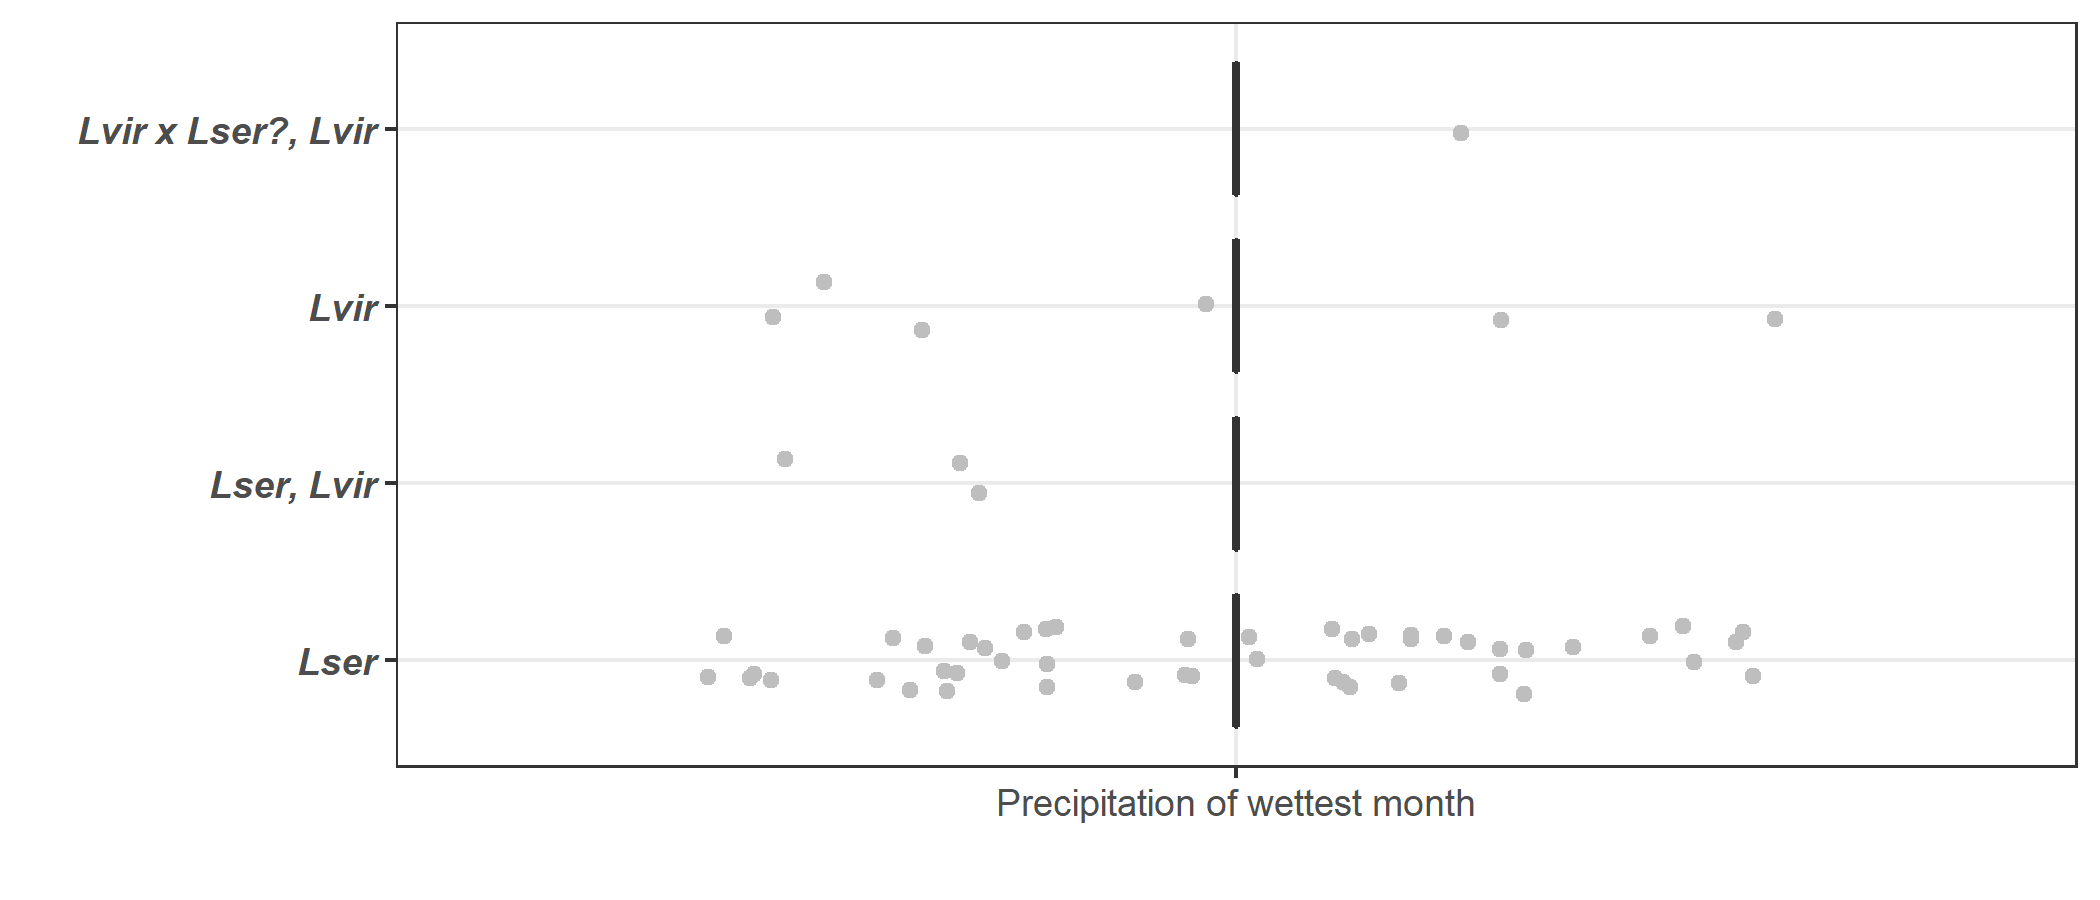 Lvir x Lser?, Lvir
Lvir
Lser, Lvir
Lser
Precipitation of wettest month